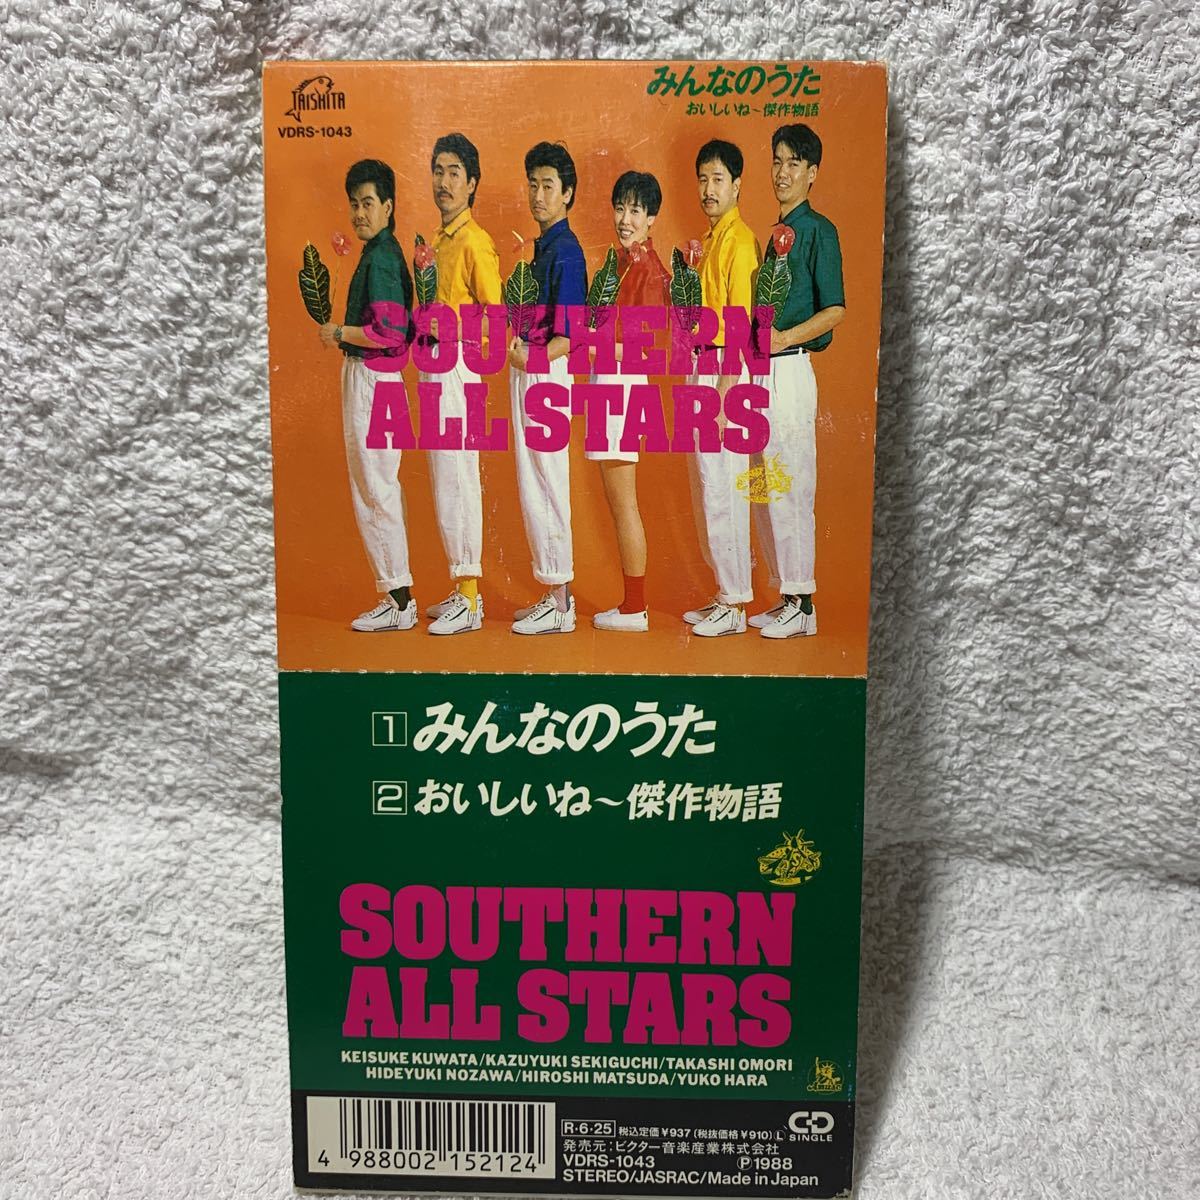 TAISHITA
VDRS-1043
みんなのうた
おいしいね～傑作物語
SOUTHERN
ALL STARS
1 みんなのうた
2 おいしいね～傑作物語
SOUTHERN
ALL STARS
KEISUKE KUWATA/KAZUYUKI SEKIGUCHI/TAKASHI OMORI
HIDEYUKI NOZAWA/HIROSHI MATSUDA/YUKO HARA
4 988002 152124
R・6・25 税込定価¥937(税抜価格¥910)Ⓛ
発売元:ビクター音楽産業株式会社
VDRS-1043 Ⓟ1988
STEREO/JASRAC/Made in Japan
CD
SINGLE